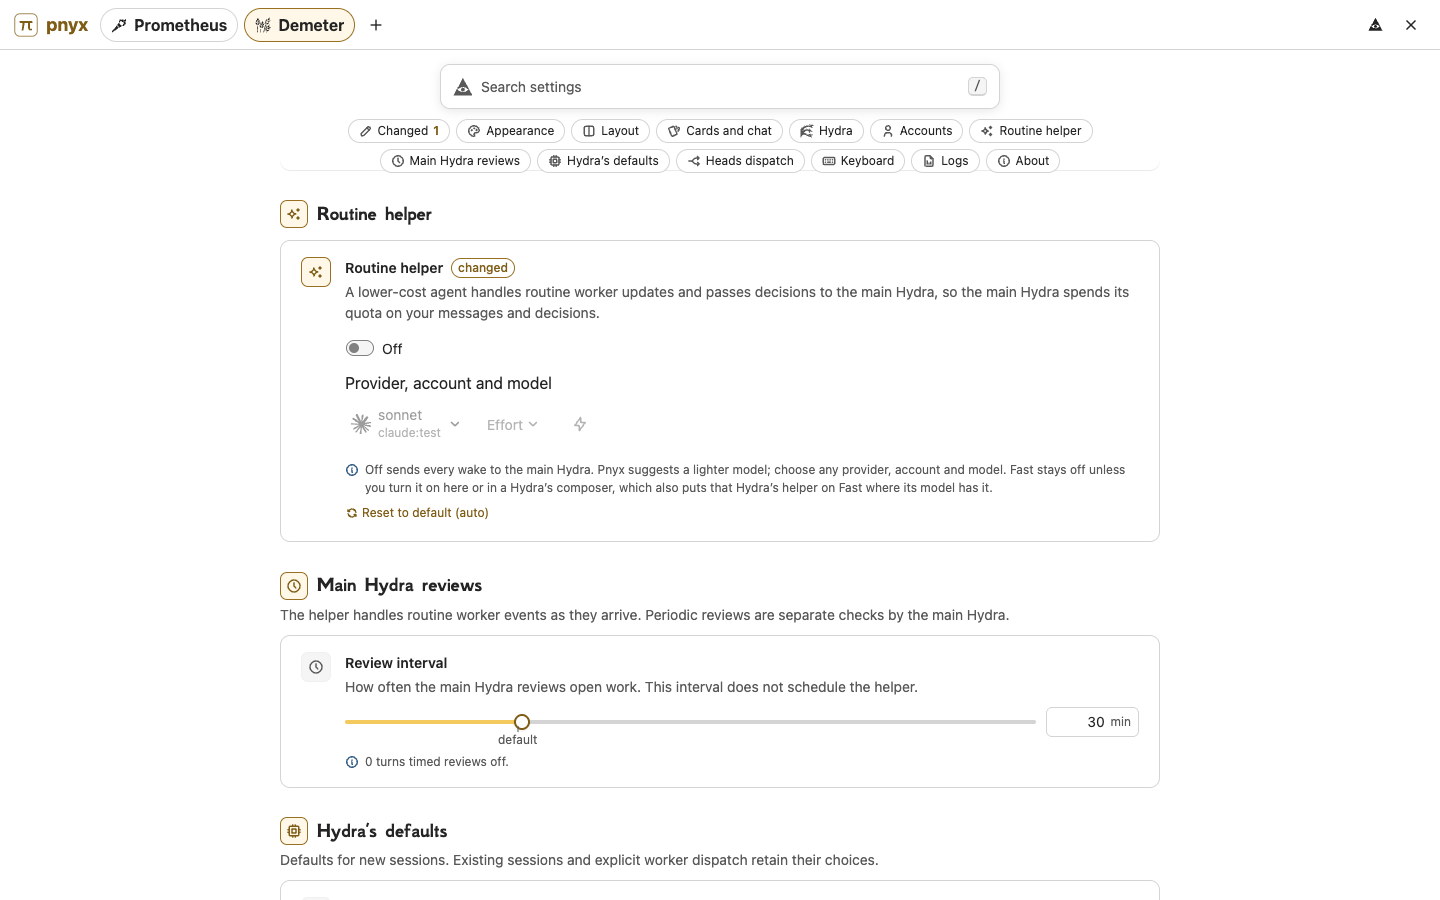 π pnyx Prometheus Demeter +
Search settings /
Changed 1 Appearance Layout Cards and chat Hydra Accounts Routine helper
Main Hydra reviews Hydra’s defaults Heads dispatch Keyboard Logs About
Routine helper
Routine helper changed
A lower-cost agent handles routine worker updates and passes decisions to the main Hydra, so the main Hydra spends its
quota on your messages and decisions.
Off
Provider, account and model
sonnet
claude:test
Effort
Off sends every wake to the main Hydra. Pnyx suggests a lighter model; choose any provider, account and model. Fast stays off unless
you turn it on here or in a Hydra’s composer, which also puts that Hydra’s helper on Fast where its model has it.
Reset to default (auto)
Main Hydra reviews
The helper handles routine worker events as they arrive. Periodic reviews are separate checks by the main Hydra.
Review interval
How often the main Hydra reviews open work. This interval does not schedule the helper.
30 min
default
0 turns timed reviews off.
Hydra’s defaults
Defaults for new sessions. Existing sessions and explicit worker dispatch retain their choices.